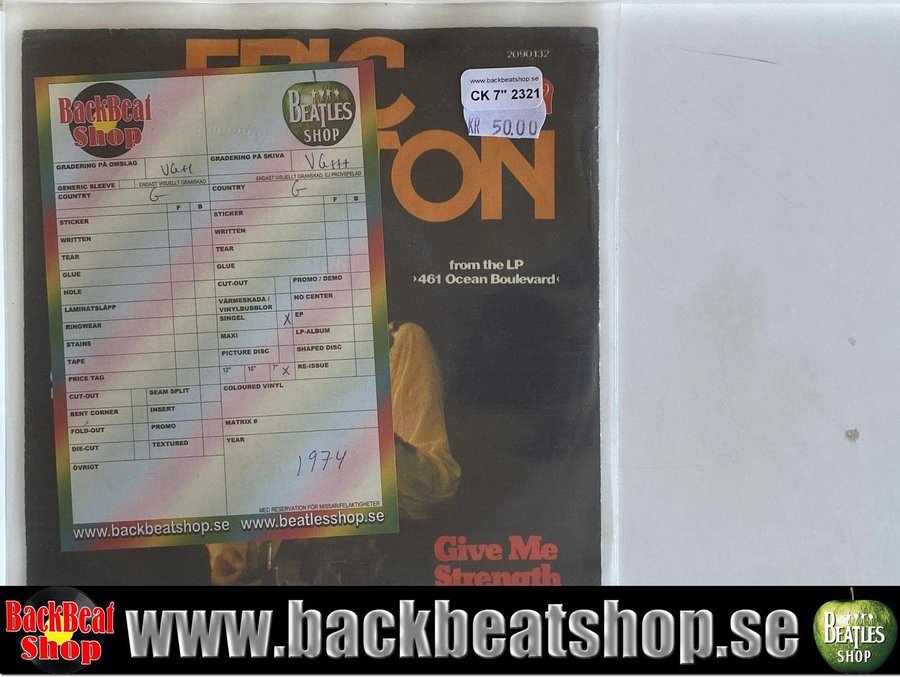 ERIC
2090132
TON
from the LP
›461 Ocean Boulevard‹
Give Me
Strength
www.backbeatshop.se
CK 7" 2321
KR 50.00
BackBeat
Shop
BEATLES
SHOP
GRADERING PÅ OMSLAG VG++
GRADERING PÅ SKIVA VG++
GENERIC SLEEVE
ENDAST VISUELLT GRANSKAD
ENDAST VISUELLT GRANSKAD, EJ PROVSPELAD
COUNTRY G
COUNTRY G
F B
F B
STICKER
WRITTEN
TEAR
GLUE
HOLE
LAMINATSLÄPP
RINGWEAR
STAINS
TAPE
PRICE TAG
CUT-OUT SEAM SPLIT
BENT CORNER INSERT
FOLD-OUT PROMO
DIE-CUT TEXTURED
ÖVRIGT
STICKER
WRITTEN
TEAR
GLUE
CUT-OUT PROMO / DEMO
VÄRMESKADA / NO CENTER
VINYLBUBBLOR
SINGEL X EP
MAXI LP-ALBUM
PICTURE DISC SHAPED DISC
12" 10" 7" X RE-ISSUE
COLOURED VINYL
MATRIX #
YEAR
1974
MED RESERVATION FÖR MISSAR/FELAKTIGHETER
www.backbeatshop.se www.beatlesshop.se
BackBeat
Shop
www.backbeatshop.se
BEATLES
SHOP